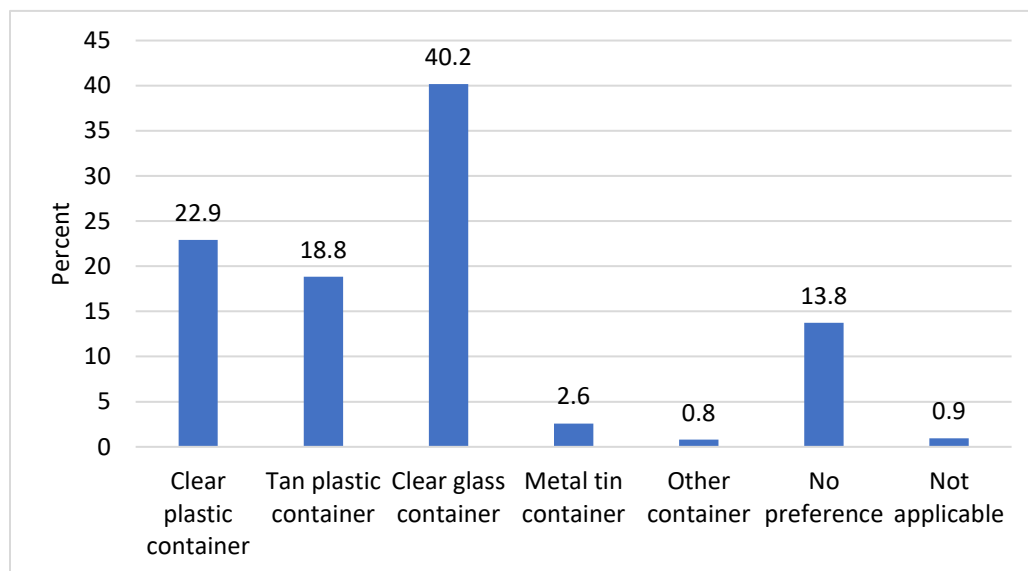 45
40
35
30
25
20
15
10
5
0
Percent
22.9
18.8
40.2
2.6
0.8
13.8
0.9
Clear plastic container
Tan plastic container
Clear glass container
Metal tin container
Other container
No preference
Not applicable